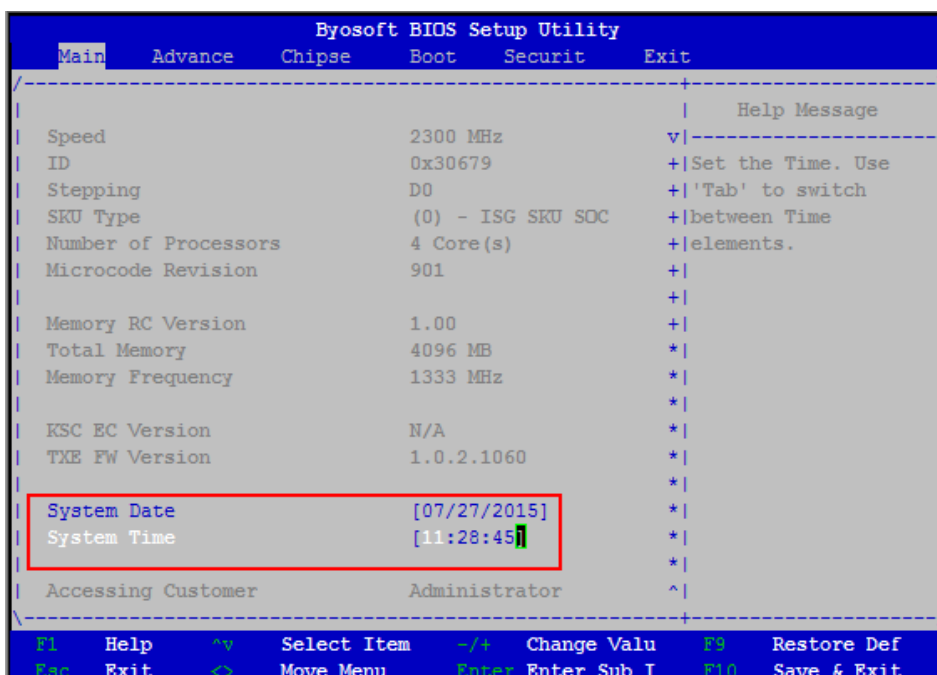 Byosoft BIOS Setup Utility
Main Advance Chipse Boot Securit Exit
/---------------------------------------------------------+---------------------
| | Help Message
| Speed 2300 MHz v|---------------------
| ID 0x30679 +|Set the Time. Use
| Stepping D0 +|'Tab' to switch
| SKU Type (0) - ISG SKU SOC +|between Time
| Number of Processors 4 Core(s) +|elements.
| Microcode Revision 901 +|
| +|
| Memory RC Version 1.00 +|
| Total Memory 4096 MB *|
| Memory Frequency 1333 MHz *|
| *|
| KSC EC Version N/A *|
| TXE FW Version 1.0.2.1060 *|
| *|
| System Date [07/27/2015] *|
| System Time [11:28:45] *|
| *|
| Accessing Customer Administrator ^|
\---------------------------------------------------------+---------------------
F1 Help ^v Select Item -/+ Change Valu F9 Restore Def
Esc Exit <> Move Menu Enter Enter Sub I F10 Save & Exit